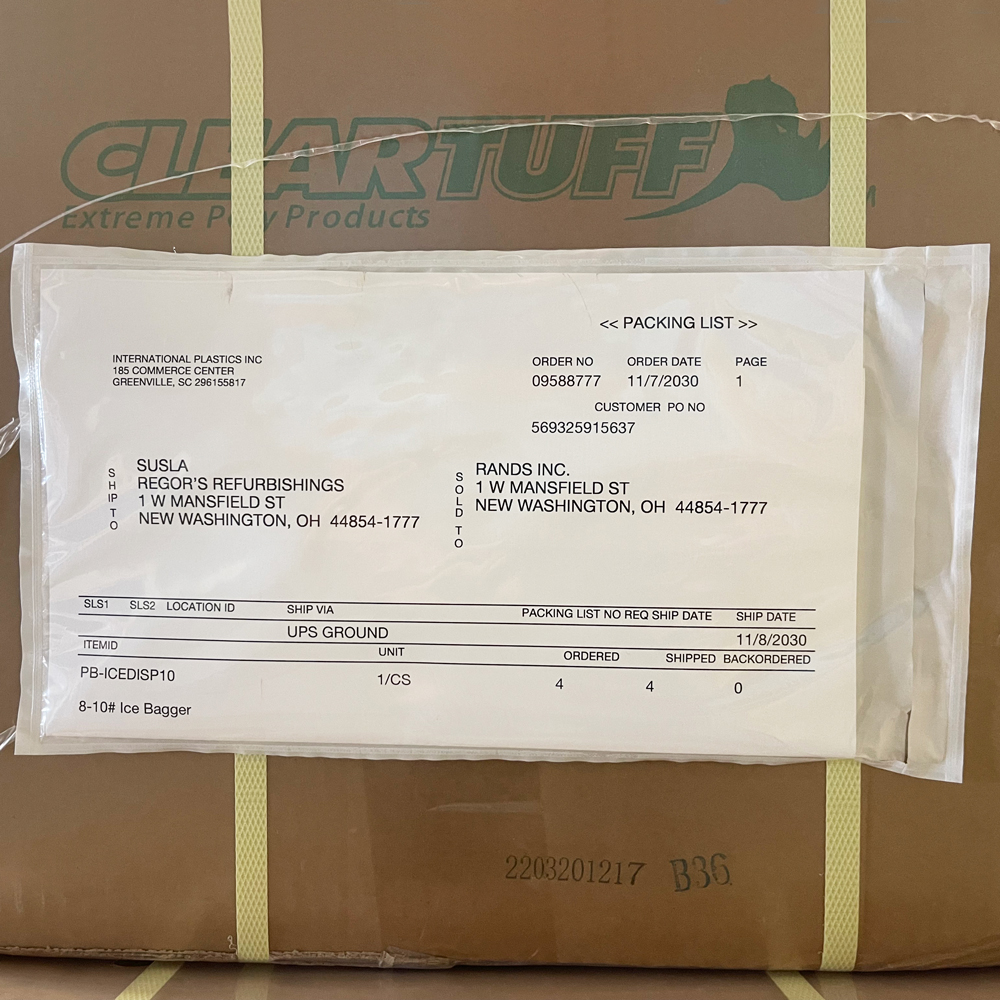 CLEARTUFF
Extreme Poly Products
<< PACKING LIST >>
INTERNATIONAL PLASTICS INC
185 COMMERCE CENTER
GREENVILLE, SC 296155817
ORDER NO ORDER DATE PAGE
09588777 11/7/2030 1
CUSTOMER PO NO
569325915637
SHIP TO
SUSLA
REGOR'S REFURBISHINGS
1 W MANSFIELD ST
NEW WASHINGTON, OH 44854-1777
SOLD TO
RANDS INC.
1 W MANSFIELD ST
NEW WASHINGTON, OH 44854-1777
SLS1 SLS2 LOCATION ID SHIP VIA PACKING LIST NO REQ SHIP DATE SHIP DATE
UPS GROUND 11/8/2030
ITEMID UNIT ORDERED SHIPPED BACKORDERED
PB-ICEDISP10 1/CS 4 4 0
8-10# Ice Bagger
2203201217 B36